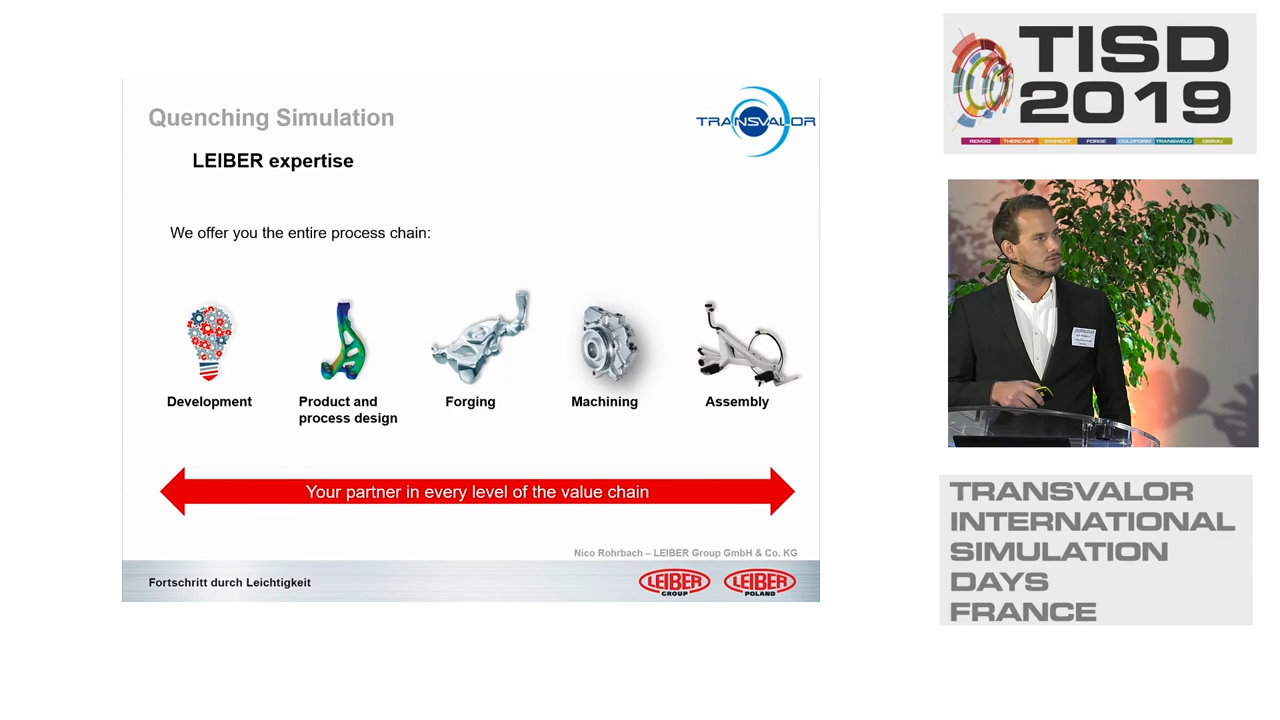 Quenching Simulation
TRANSVALOR
LEIBER expertise
We offer you the entire process chain:
Development
Product and
process design
Forging
Machining
Assembly
Your partner in every level of the value chain
Nico Rohrbach – LEIBER Group GmbH & Co. KG
Fortschritt durch Leichtigkeit
LEIBER
GROUP
LEIBER
POLAND
TISD
2019
REM3D THERCAST SIMHEAT FORGE COLDFORM TRANSWELD DIGIMU
TRANSVALOR
INTERNATIONAL
SIMULATION
DAYS
FRANCE